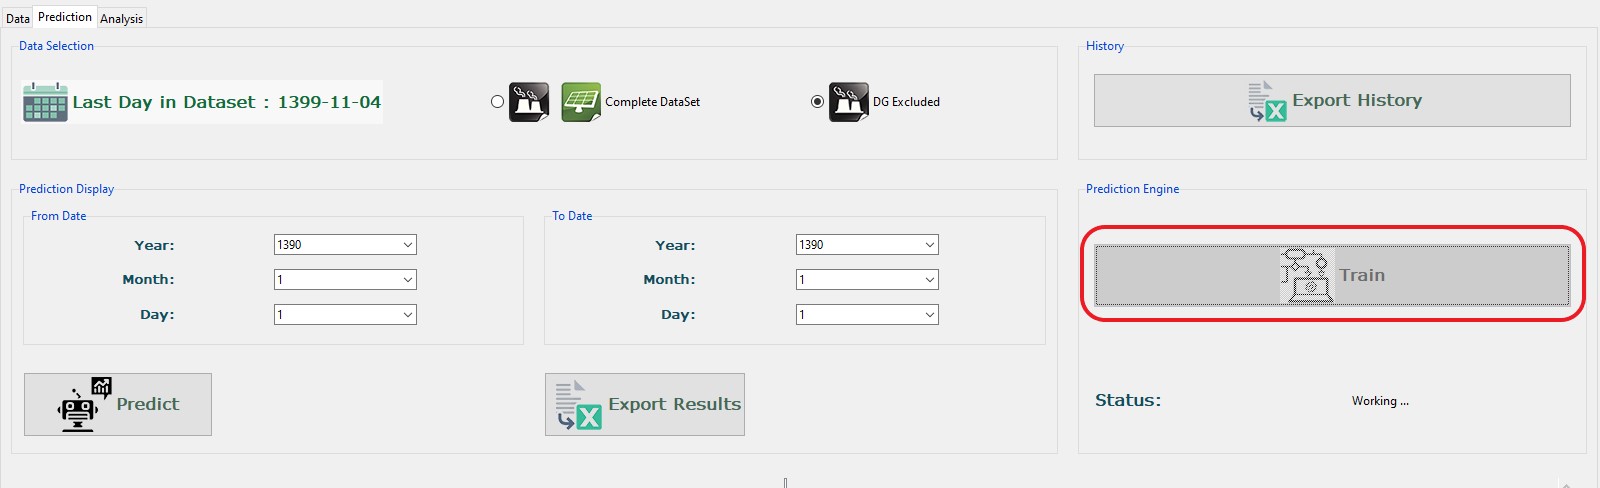 Data Prediction Analysis
Data Selection
Last Day in Dataset : 1399-11-04
Complete DataSet
DG Excluded
History
Export History
Prediction Display
From Date
Year: 1390
Month: 1
Day: 1
To Date
Year: 1390
Month: 1
Day: 1
Predict
Export Results
Prediction Engine
Train
Status: Working ...